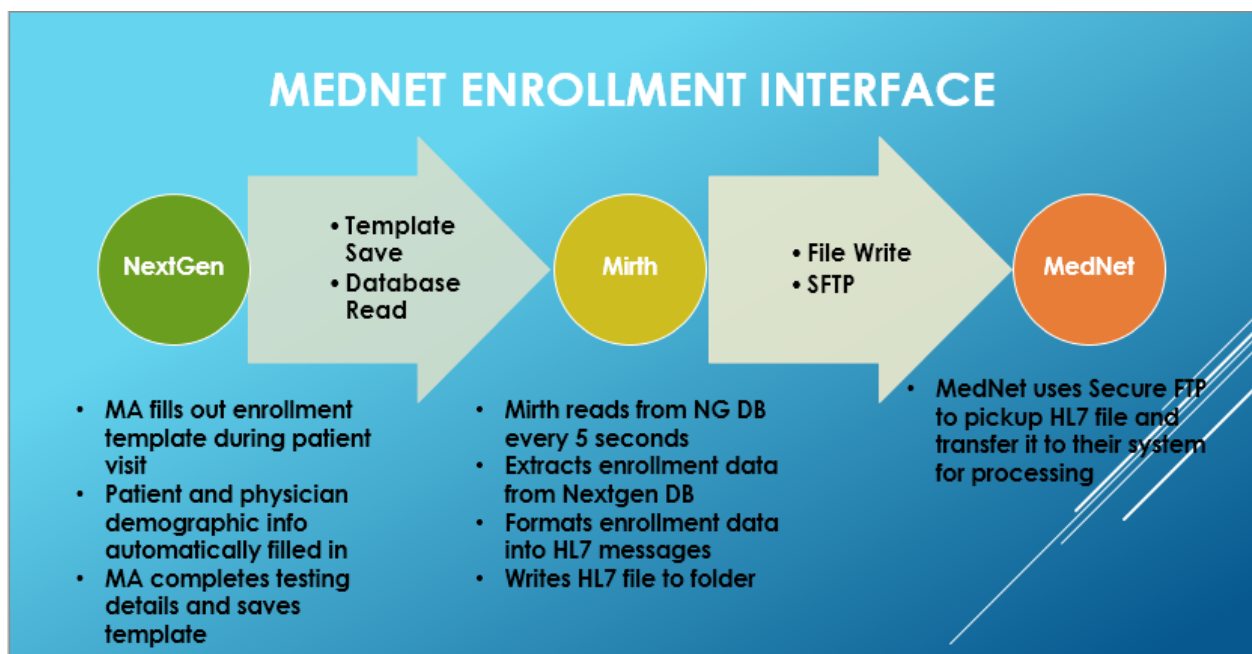 MEDNET ENROLLMENT INTERFACE
NextGen
• Template
Save
• Database
Read
Mirth
• File Write
• SFTP
MedNet
• MA fills out enrollment
template during patient
visit
• Patient and physician
demographic info
automatically filled in
• MA completes testing
details and saves
template
• Mirth reads from NG DB
every 5 seconds
• Extracts enrollment data
from Nextgen DB
• Formats enrollment data
into HL7 messages
• Writes HL7 file to folder
• MedNet uses Secure FTP
to pickup HL7 file and
transfer it to their system
for processing